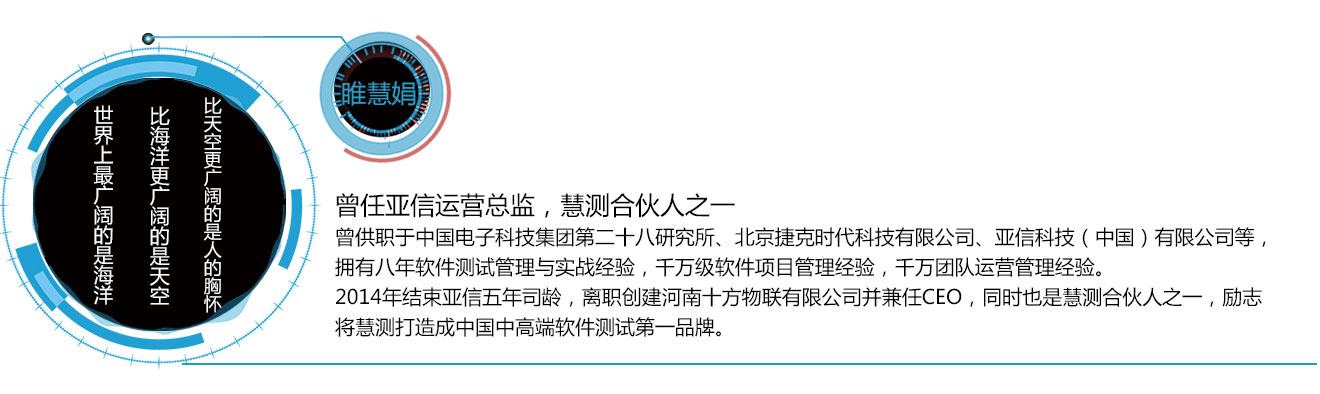 世界上最广阔的是海洋
比海洋更广阔的是天空
比天空更广阔的是人的胸怀
睢慧娟
曾任亚信运营总监，慧测合伙人之一
曾供职于中国电子科技集团第二十八研究所、北京捷克时代科技有限公司、亚信科技（中国）有限公司等，
拥有八年软件测试管理与实战经验，千万级软件项目管理经验，千万团队运营管理经验。
2014年结束亚信五年司龄，离职创建河南十方物联有限公司并兼任CEO，同时也是慧测合伙人之一，励志
将慧测打造成中国中高端软件测试第一品牌。